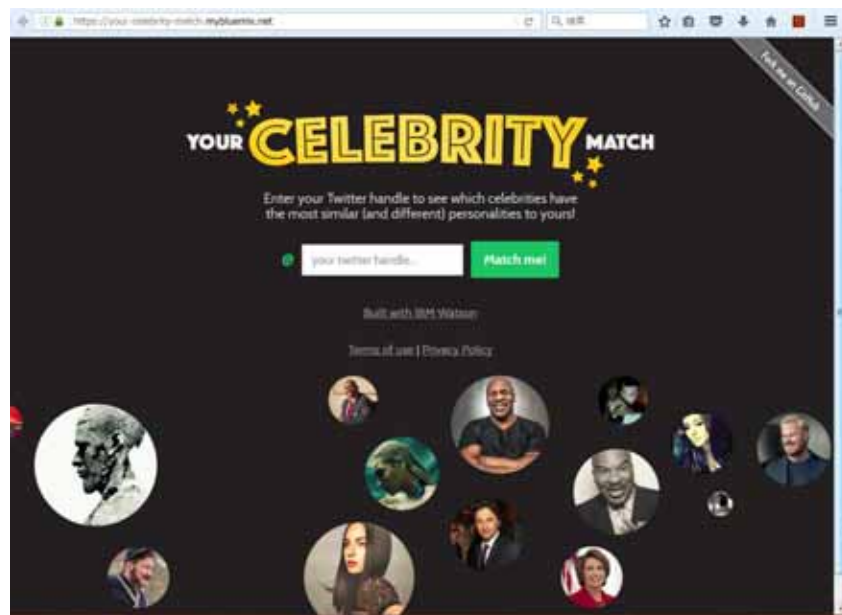 https://your-celebrity-match.mybluemix.net
検索
Fork me on GitHub
YOUR CELEBRITY MATCH
Enter your Twitter handle to see which celebrities have
the most similar (and different) personalities to yours!
@ your twitter handle... Match me!
Built with IBM Watson
Terms of use | Privacy Policy